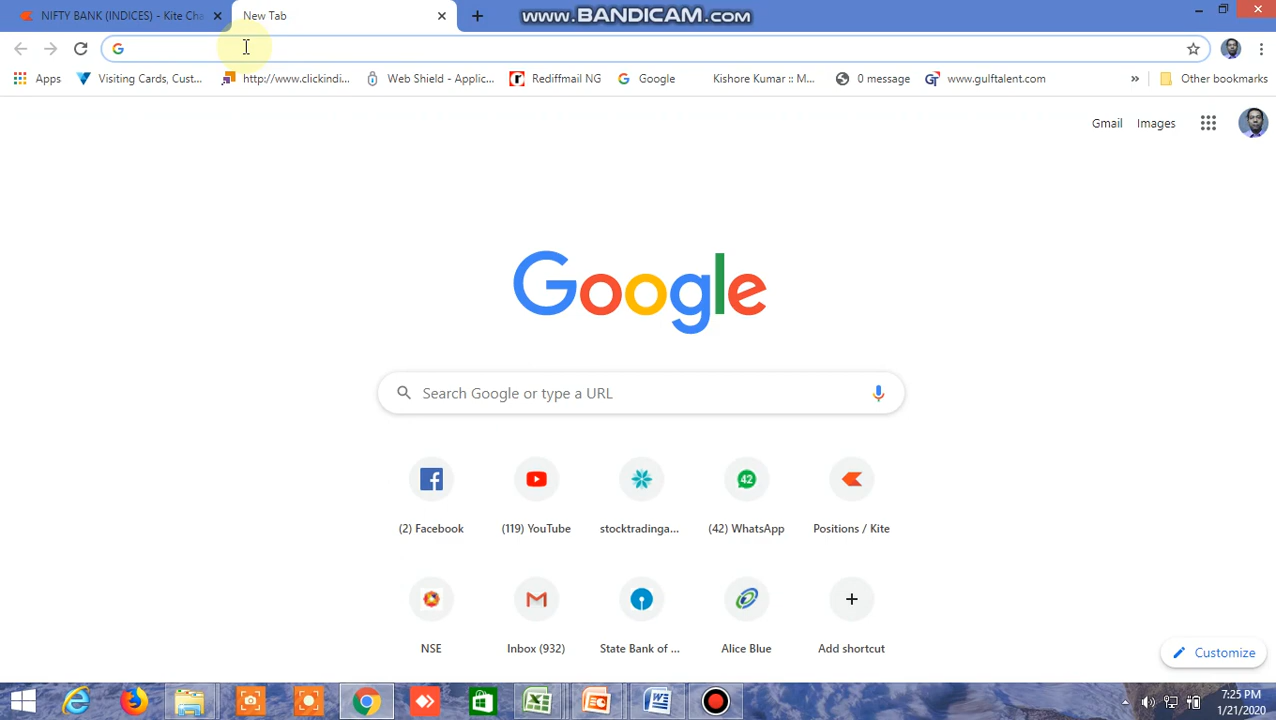 NIFTY BANK (INDICES) - Kite Cha
New Tab
www.BANDICAM.com
Apps
Visiting Cards, Cust...
http://www.clickindi...
Web Shield - Applic...
Rediffmail NG
Google
Kishore Kumar :: M...
0 message
www.gulftalent.com
»
Other bookmarks
Gmail
Images
Google
Search Google or type a URL
(2) Facebook
(119) YouTube
stocktradinga...
42
(42) WhatsApp
Positions / Kite
NSE
Inbox (932)
State Bank of ...
Alice Blue
Add shortcut
Customize
7:25 PM
1/21/2020